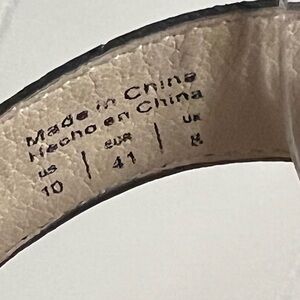 Made in China
Hecho en China
US | EUR | UK
10 | 41 | 8